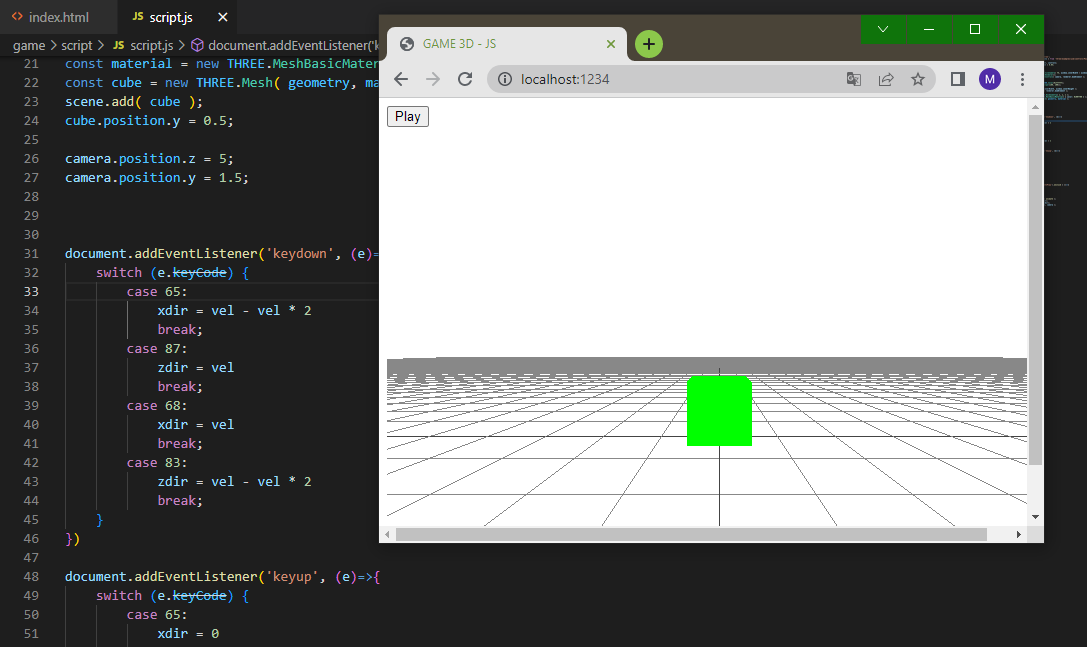 index.html
JS script.js
game > script > JS script.js > document.addEventListener('k
21 const material = new THREE.MeshBasicMater
22 const cube = new THREE.Mesh( geometry, ma
23 scene.add( cube );
24 cube.position.y = 0.5;
25
26 camera.position.z = 5;
27 camera.position.y = 1.5;
28
29
30
31 document.addEventListener('keydown', (e)=
32 switch (e.keyCode) {
33 case 65:
34 xdir = vel - vel * 2
35 break;
36 case 87:
37 zdir = vel
38 break;
39 case 68:
40 xdir = vel
41 break;
42 case 83:
43 zdir = vel - vel * 2
44 break;
45 }
46 })
47
48 document.addEventListener('keyup', (e)=>{
49 switch (e.keyCode) {
50 case 65:
51 xdir = 0
GAME 3D - JS
localhost:1234
M
Play